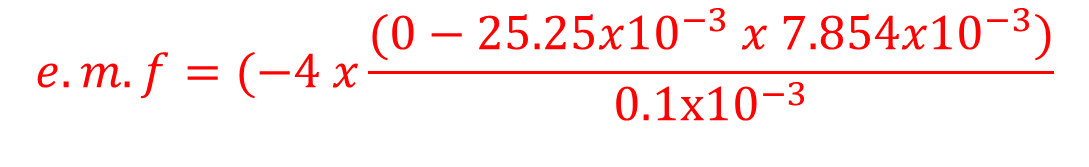 e.m.f = (−4 x (0 − 25.25x10⁻³ x 7.854x10⁻³)
0.1x10⁻³